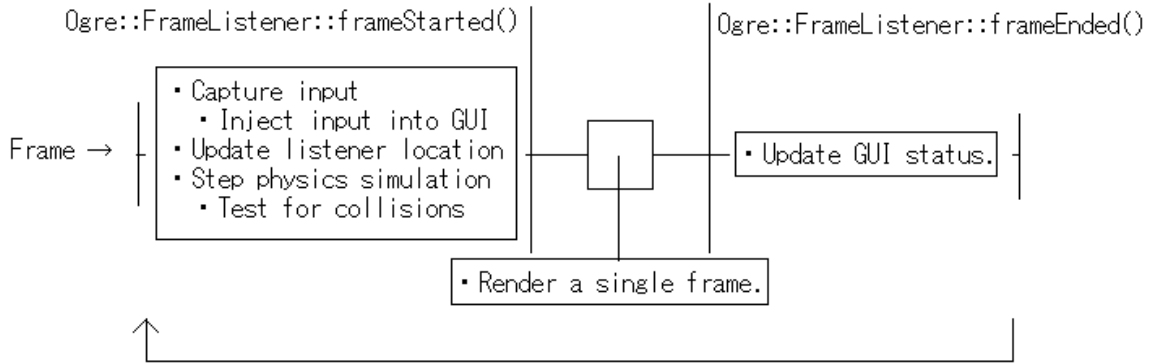 Ogre::FrameListener::frameStarted()
Ogre::FrameListener::frameEnded()
Frame →
・Capture input
・Inject input into GUI
・Update listener location
・Step physics simulation
・Test for collisions
・Update GUI status.
・Render a single frame.